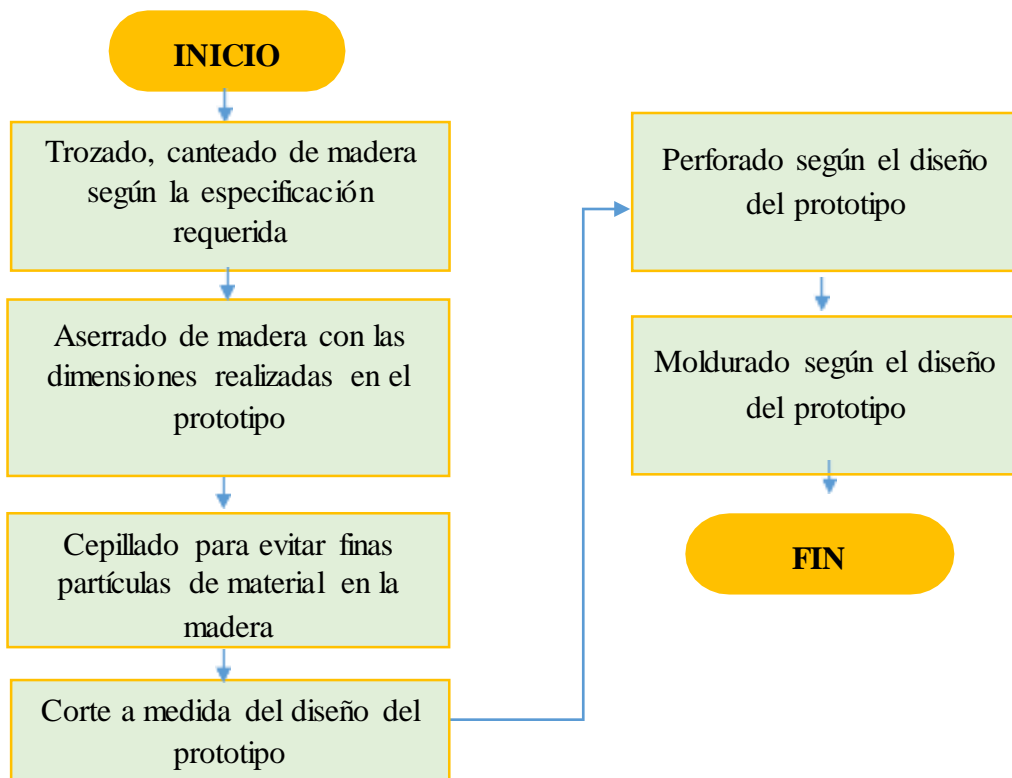 INICIO
Trozado, canteado de madera
según la especificación
requerida
Aserrado de madera con las
dimensiones realizadas en el
prototipo
Cepillado para evitar finas
partículas de material en la
madera
Corte a medida del diseño del
prototipo
Perforado según el diseño
del prototipo
Moldurado según el diseño
del prototipo
FIN